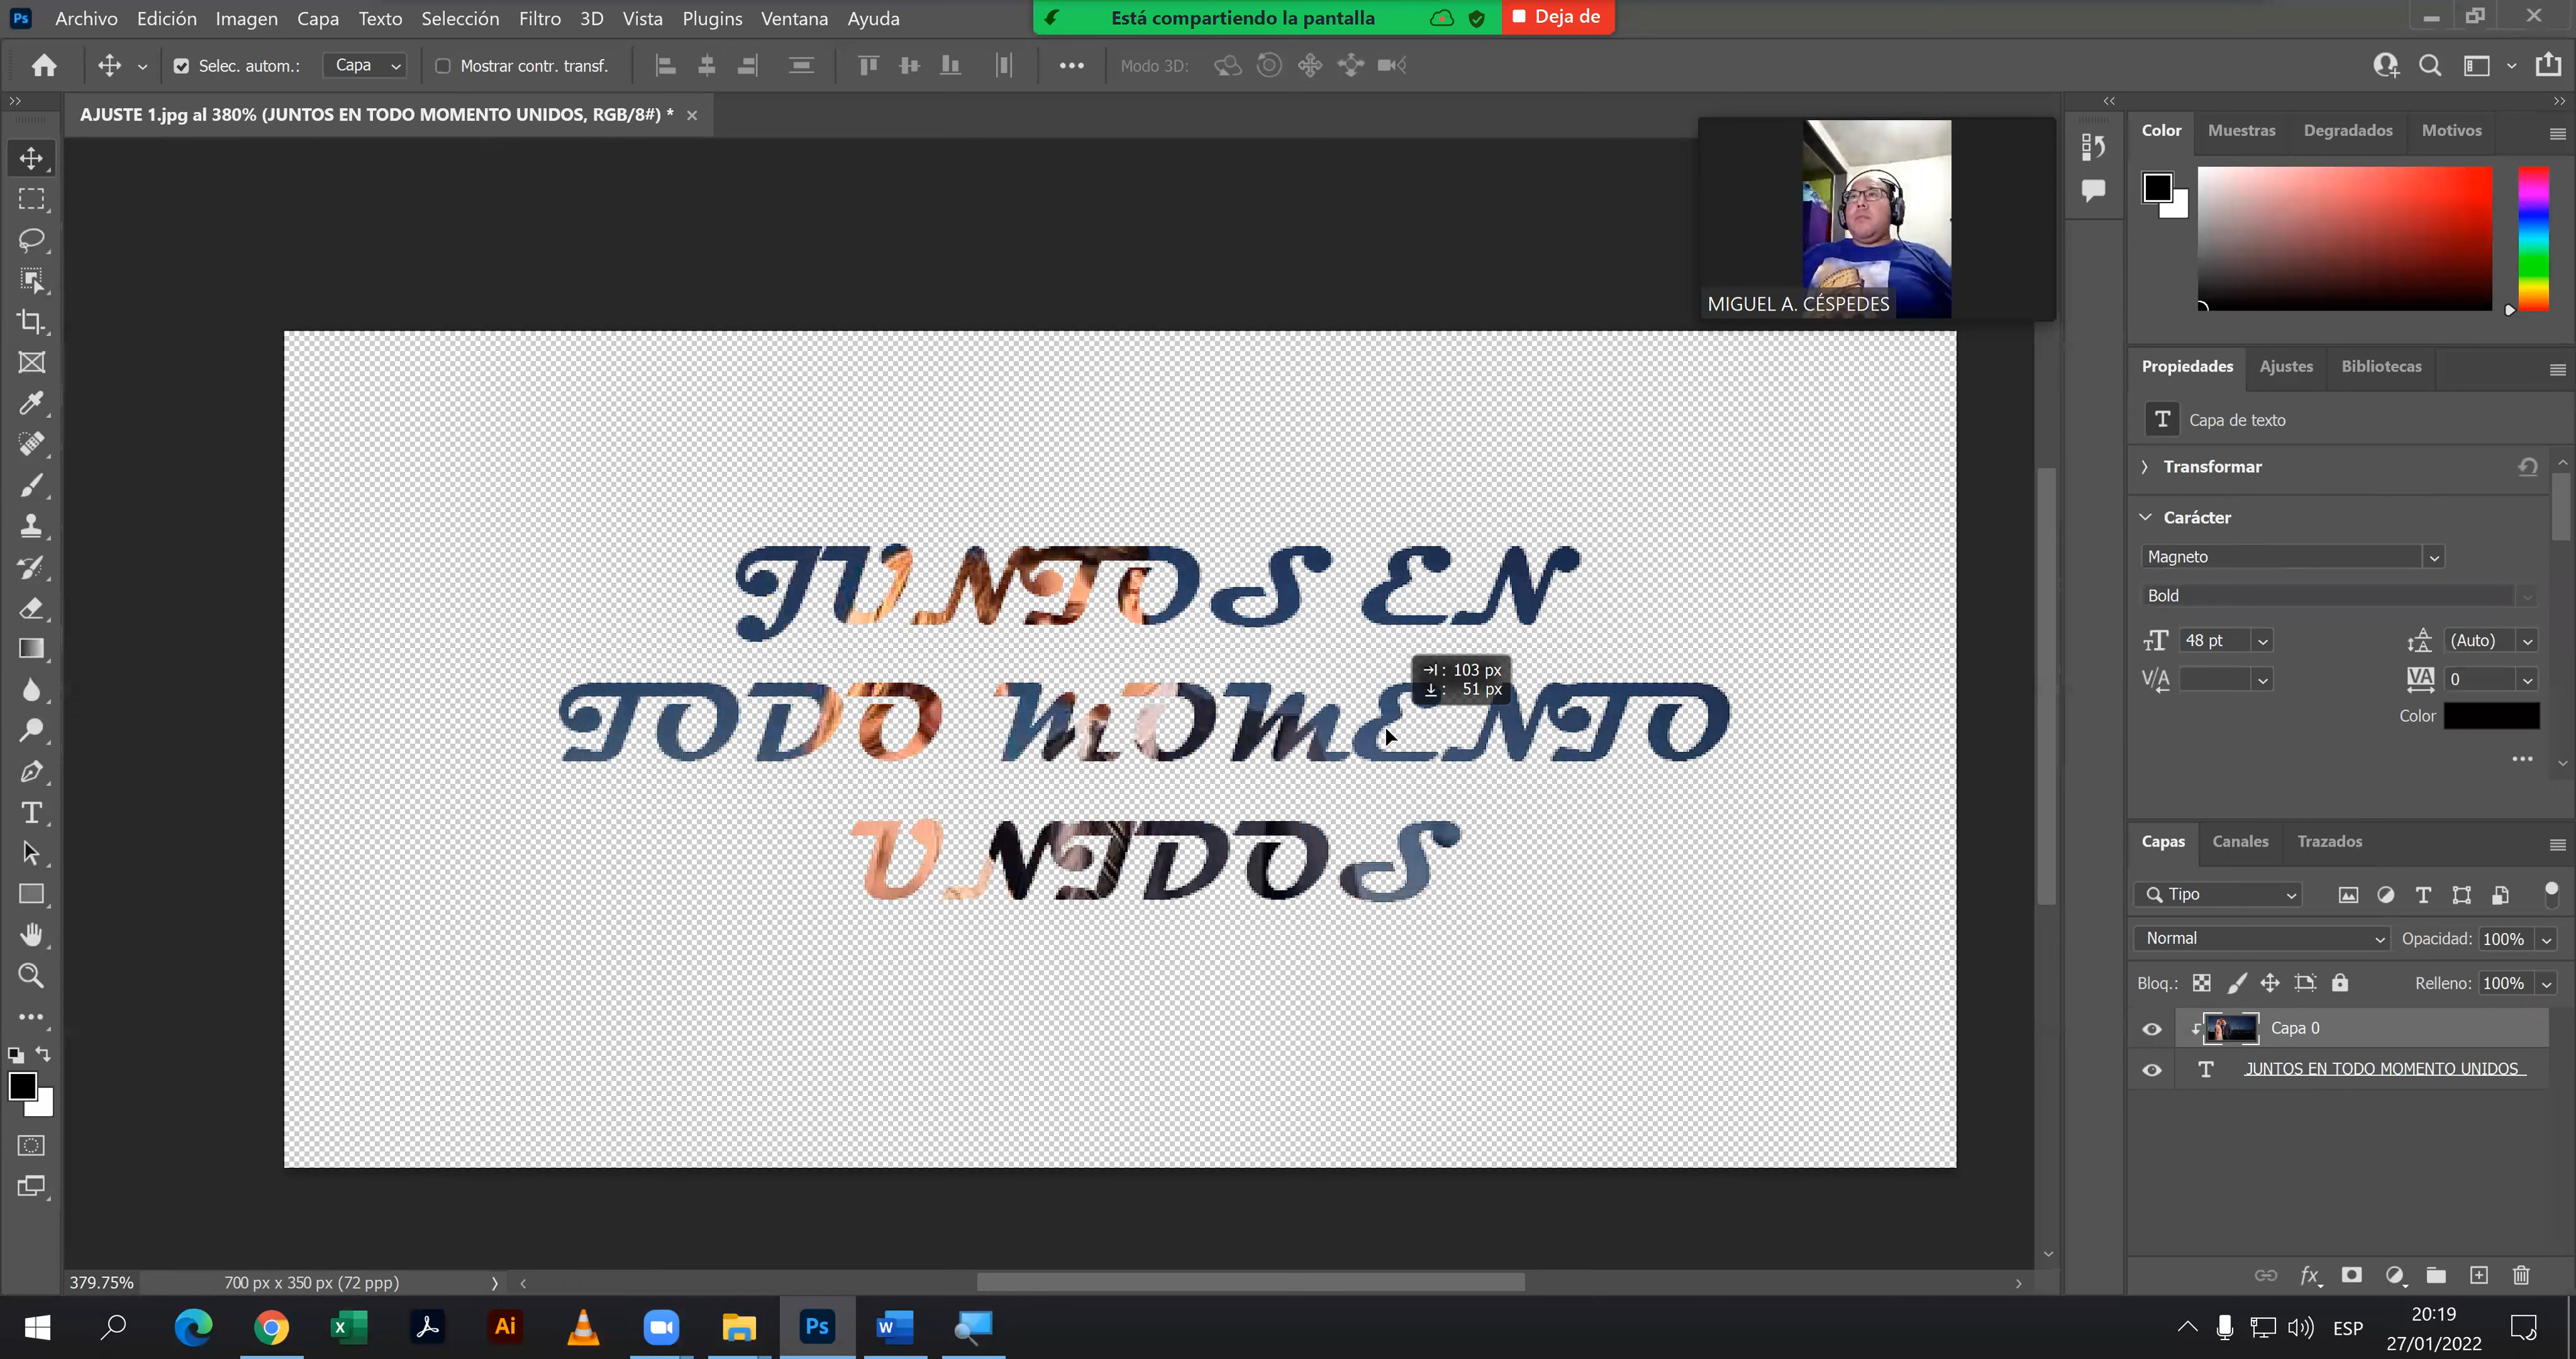 Ps Archivo Edición Imagen Capa Texto Selección Filtro 3D Vista Plugins Ventana Ayuda
Está compartiendo la pantalla
Deja de
Selec. autom.: Capa Mostrar contr. transf. Modo 3D:
AJUSTE 1.jpg al 380% (JUNTOS EN TODO MOMENTO UNIDOS, RGB/8#) *
MIGUEL A. CÉSPEDES
JUNTOS EN
TODO MOMENTO
UNIDOS
: 103 px
: 51 px
Color Muestras Degradados Motivos
Propiedades Ajustes Bibliotecas
T Capa de texto
Transformar
Carácter
Magneto
Bold
48 pt (Auto)
V/A VA 0
Color
Capas Canales Trazados
Tipo
Normal Opacidad: 100%
Bloq.: Relleno: 100%
Capa 0
T JUNTOS EN TODO MOMENTO UNIDOS
fx
379.75% 700 px x 350 px (72 ppp)
Ai Ps W
ESP
20:19
27/01/2022